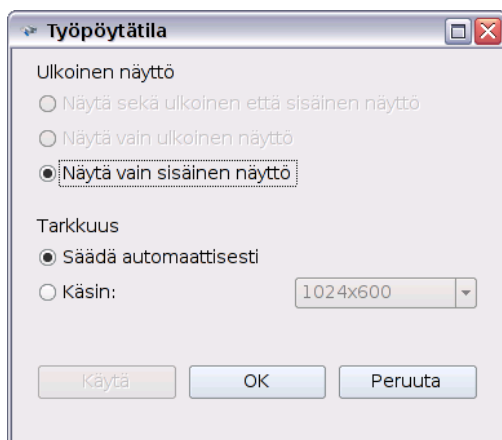 Työpöytätila
Ulkoinen näyttö
Näytä sekä ulkoinen että sisäinen näyttö
Näytä vain ulkoinen näyttö
Näytä vain sisäinen näyttö
Tarkkuus
Säädä automaattisesti
Käsin: 1024x600
Käytä OK Peruuta